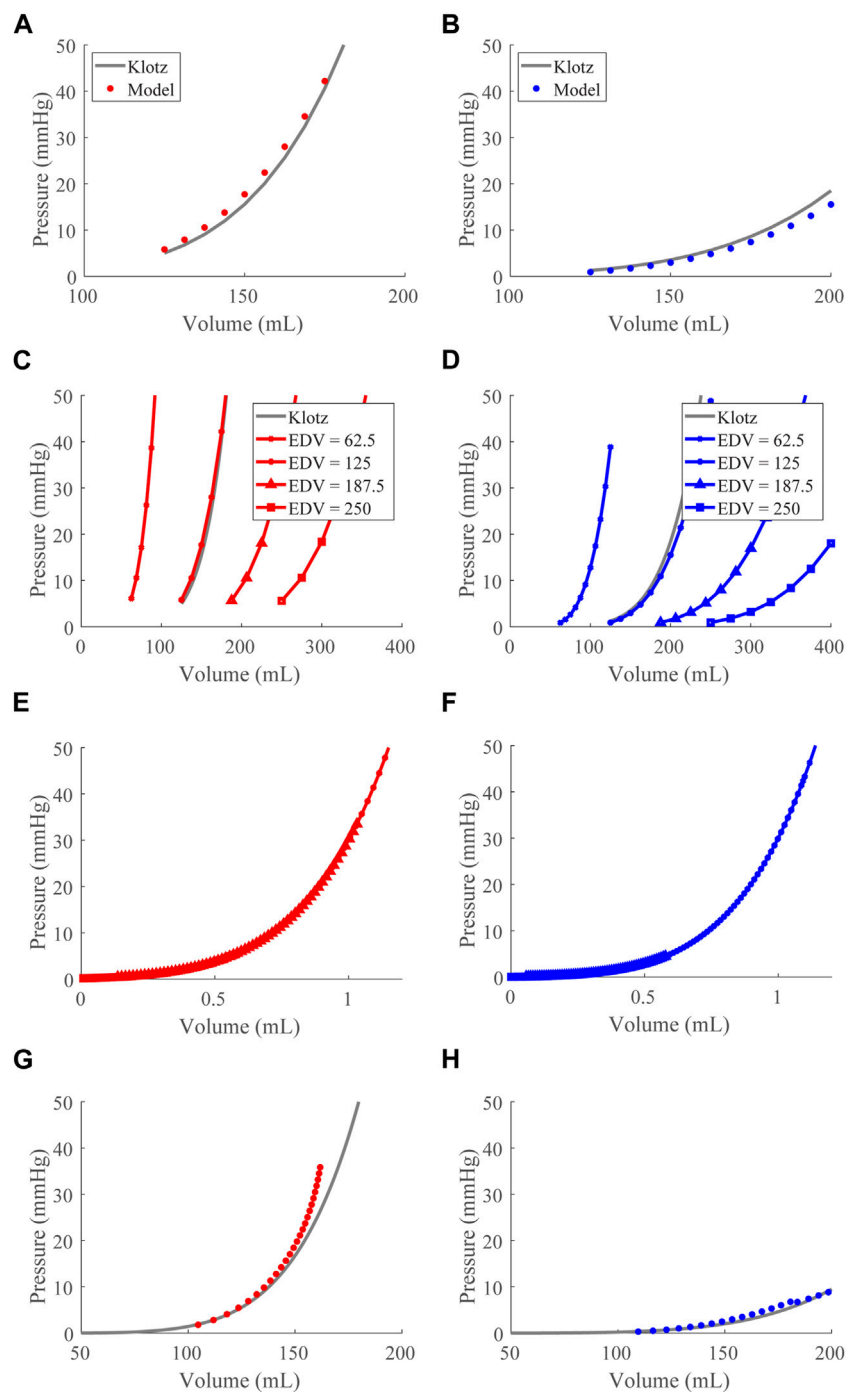 A
50
40
30
20
10
0
Pressure (mmHg)
Klotz
Model
100
150
200
Volume (mL)
B
50
40
30
20
10
0
Pressure (mmHg)
Klotz
Model
100
150
200
Volume (mL)
C
50
40
30
20
10
0
Pressure (mmHg)
Klotz
EDV = 62.5
EDV = 125
EDV = 187.5
EDV = 250
0
100
200
300
400
Volume (mL)
D
50
40
30
20
10
0
Pressure (mmHg)
Klotz
EDV = 62.5
EDV = 125
EDV = 187.5
EDV = 250
0
100
200
300
400
Volume (mL)
E
50
40
30
20
10
0
Pressure (mmHg)
0
0.5
1
Volume (mL)
F
50
40
30
20
10
0
Pressure (mmHg)
0
0.5
1
Volume (mL)
G
50
40
30
20
10
0
Pressure (mmHg)
50
100
150
200
Volume (mL)
H
50
40
30
20
10
0
Pressure (mmHg)
50
100
150
200
Volume (mL)